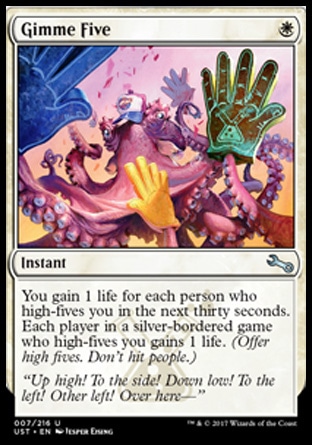 Gimme Five
Instant
You gain 1 life for each person who
high-fives you in the next thirty seconds.
Each player in a silver-bordered game
who high-fives you gains 1 life. (Offer
high fives. Don't hit people.)
"Up high! To the side! Down low! To the
left! Other left! Over here—"
007/216 U
UST • EN Jesper Ejsing
™ & © 2017 Wizards of the Coast